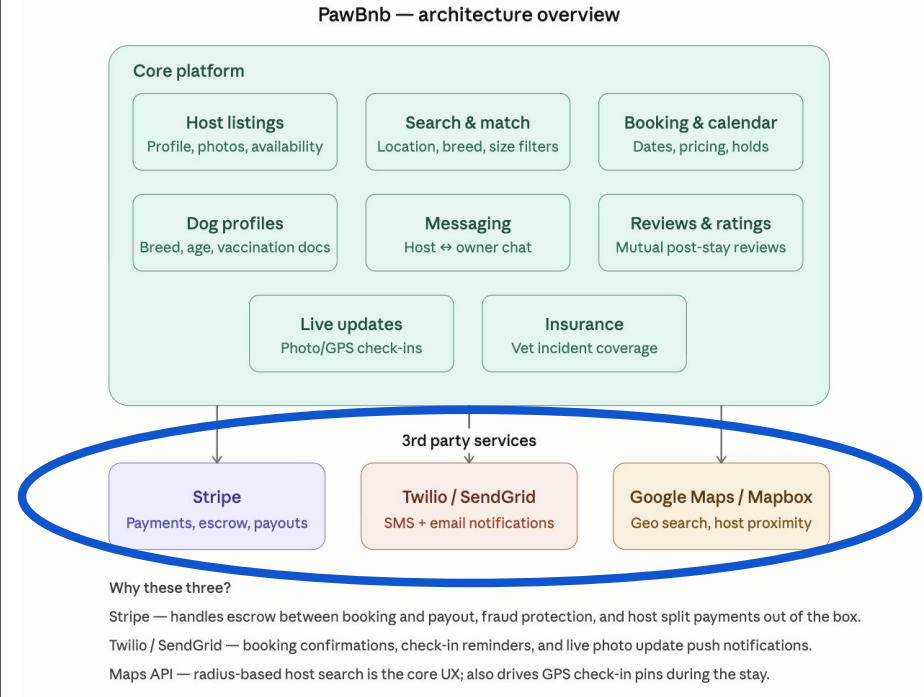 PawBnb — architecture overview
Core platform
Host listings
Profile, photos, availability
Search & match
Location, breed, size filters
Booking & calendar
Dates, pricing, holds
Dog profiles
Breed, age, vaccination docs
Messaging
Host ↔ owner chat
Reviews & ratings
Mutual post-stay reviews
Live updates
Photo/GPS check-ins
Insurance
Vet incident coverage
3rd party services
Stripe
Payments, escrow, payouts
Twilio / SendGrid
SMS + email notifications
Google Maps / Mapbox
Geo search, host proximity
Why these three?
Stripe — handles escrow between booking and payout, fraud protection, and host split payments out of the box.
Twilio / SendGrid — booking confirmations, check-in reminders, and live photo update push notifications.
Maps API — radius-based host search is the core UX; also drives GPS check-in pins during the stay.